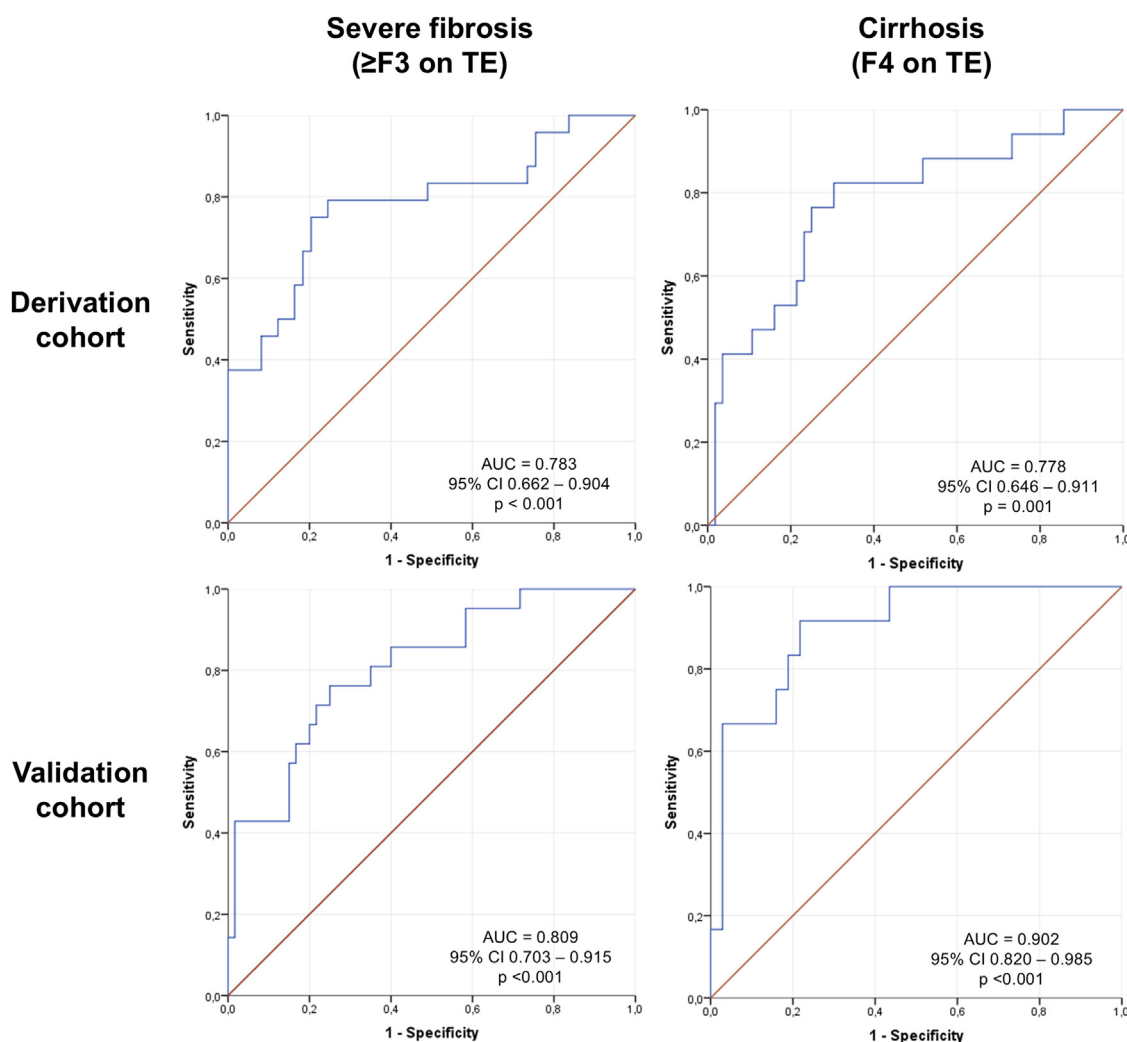 Severe fibrosis
(≥F3 on TE)
Cirrhosis
(F4 on TE)
Derivation
cohort
Sensitivity
1,0
0,8
0,6
0,4
0,2
0,0
AUC = 0.783
95% CI 0.662 – 0.904
p < 0.001
0,0 0,2 0,4 0,6 0,8 1,0
1 - Specificity
Sensitivity
1,0
0,8
0,6
0,4
0,2
0,0
AUC = 0.778
95% CI 0.646 – 0.911
p = 0.001
0,0 0,2 0,4 0,6 0,8 1,0
1 - Specificity
Validation
cohort
Sensitivity
1,0
0,8
0,6
0,4
0,2
0,0
AUC = 0.809
95% CI 0.703 – 0.915
p <0.001
0,0 0,2 0,4 0,6 0,8 1,0
1 - Specificity
Sensitivity
1,0
0,8
0,6
0,4
0,2
0,0
AUC = 0.902
95% CI 0.820 – 0.985
p <0.001
0,0 0,2 0,4 0,6 0,8 1,0
1 - Specificity